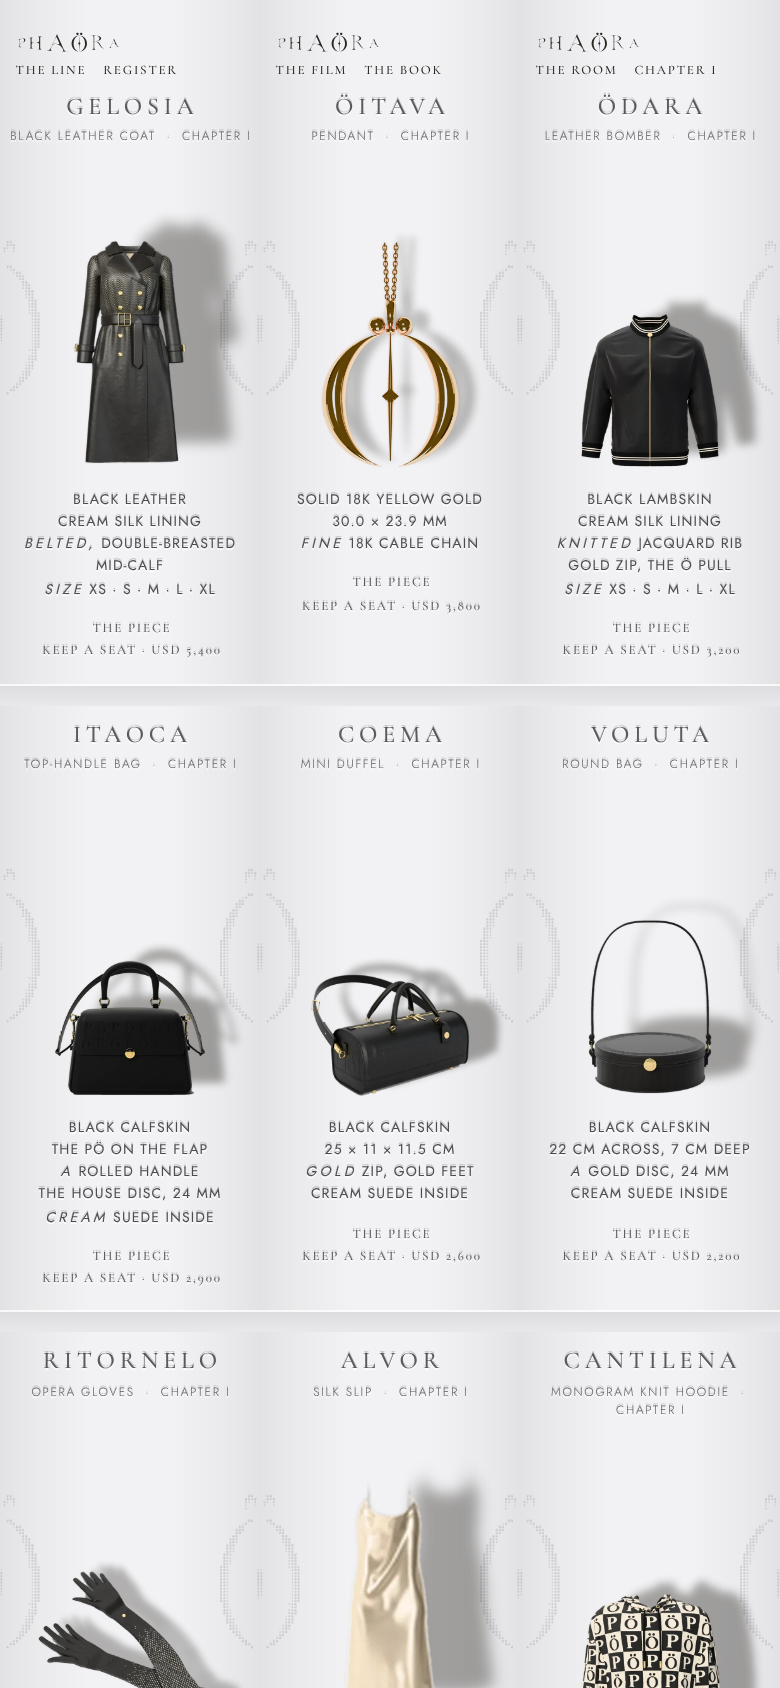 PHAÖRA PHAÖRA PHAÖRA
THE LINE REGISTER THE FILM THE BOOK THE ROOM CHAPTER I
GELOSIA
BLACK LEATHER COAT · CHAPTER I
BLACK LEATHER
CREAM SILK LINING
BELTED, DOUBLE-BREASTED
MID-CALF
SIZE XS · S · M · L · XL
THE PIECE
KEEP A SEAT · USD 5,400
ÖITAVA
PENDANT · CHAPTER I
SOLID 18K YELLOW GOLD
30.0 × 23.9 MM
FINE 18K CABLE CHAIN
THE PIECE
KEEP A SEAT · USD 3,800
ÖDARA
LEATHER BOMBER · CHAPTER I
BLACK LAMBSKIN
CREAM SILK LINING
KNITTED JACQUARD RIB
GOLD ZIP, THE Ö PULL
SIZE XS · S · M · L · XL
THE PIECE
KEEP A SEAT · USD 3,200
ITAOCA
TOP-HANDLE BAG · CHAPTER I
BLACK CALFSKIN
THE PÖ ON THE FLAP
A ROLLED HANDLE
THE HOUSE DISC, 24 MM
CREAM SUEDE INSIDE
THE PIECE
KEEP A SEAT · USD 2,900
COEMA
MINI DUFFEL · CHAPTER I
BLACK CALFSKIN
25 × 11 × 11.5 CM
GOLD ZIP, GOLD FEET
CREAM SUEDE INSIDE
THE PIECE
KEEP A SEAT · USD 2,600
VOLUTA
ROUND BAG · CHAPTER I
BLACK CALFSKIN
22 CM ACROSS, 7 CM DEEP
A GOLD DISC, 24 MM
CREAM SUEDE INSIDE
THE PIECE
KEEP A SEAT · USD 2,200
RITORNELO
OPERA GLOVES · CHAPTER I
ALVOR
SILK SLIP · CHAPTER I
CANTILENA
MONOGRAM KNIT HOODIE ·
CHAPTER I